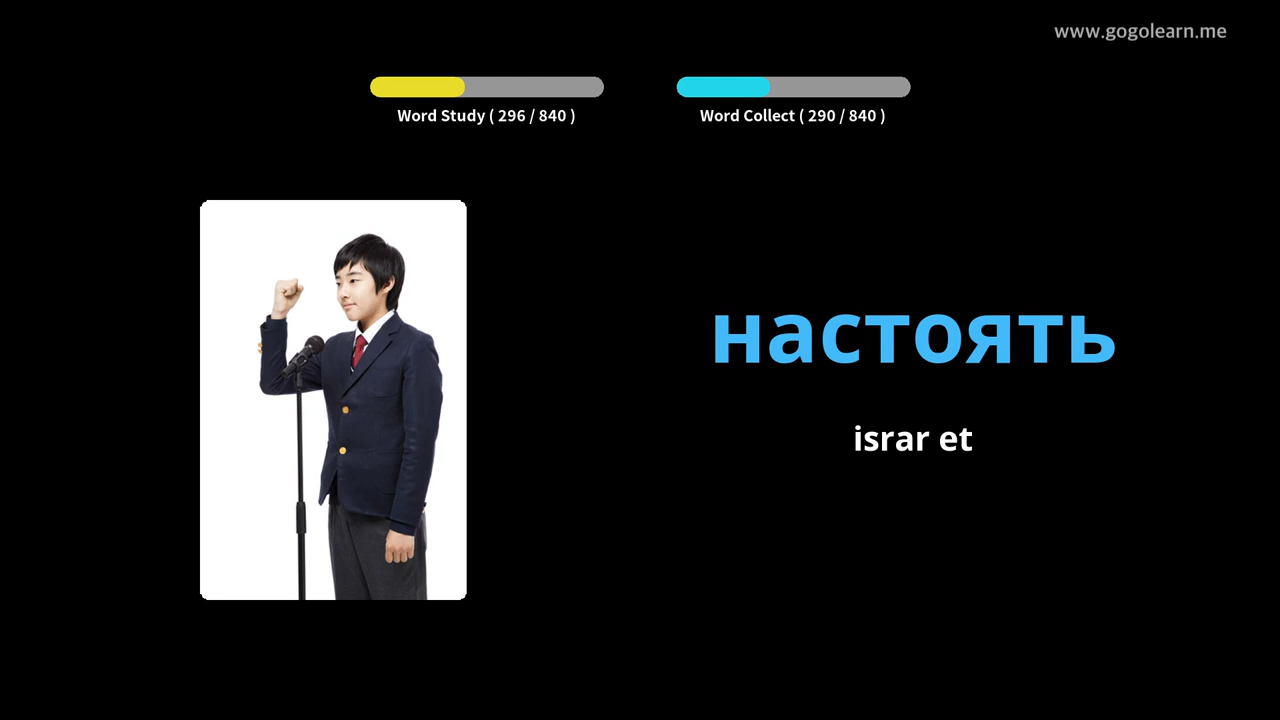 www.gogolearn.me
Word Study ( 296 / 840 )
Word Collect ( 290 / 840 )
настоять
israr et